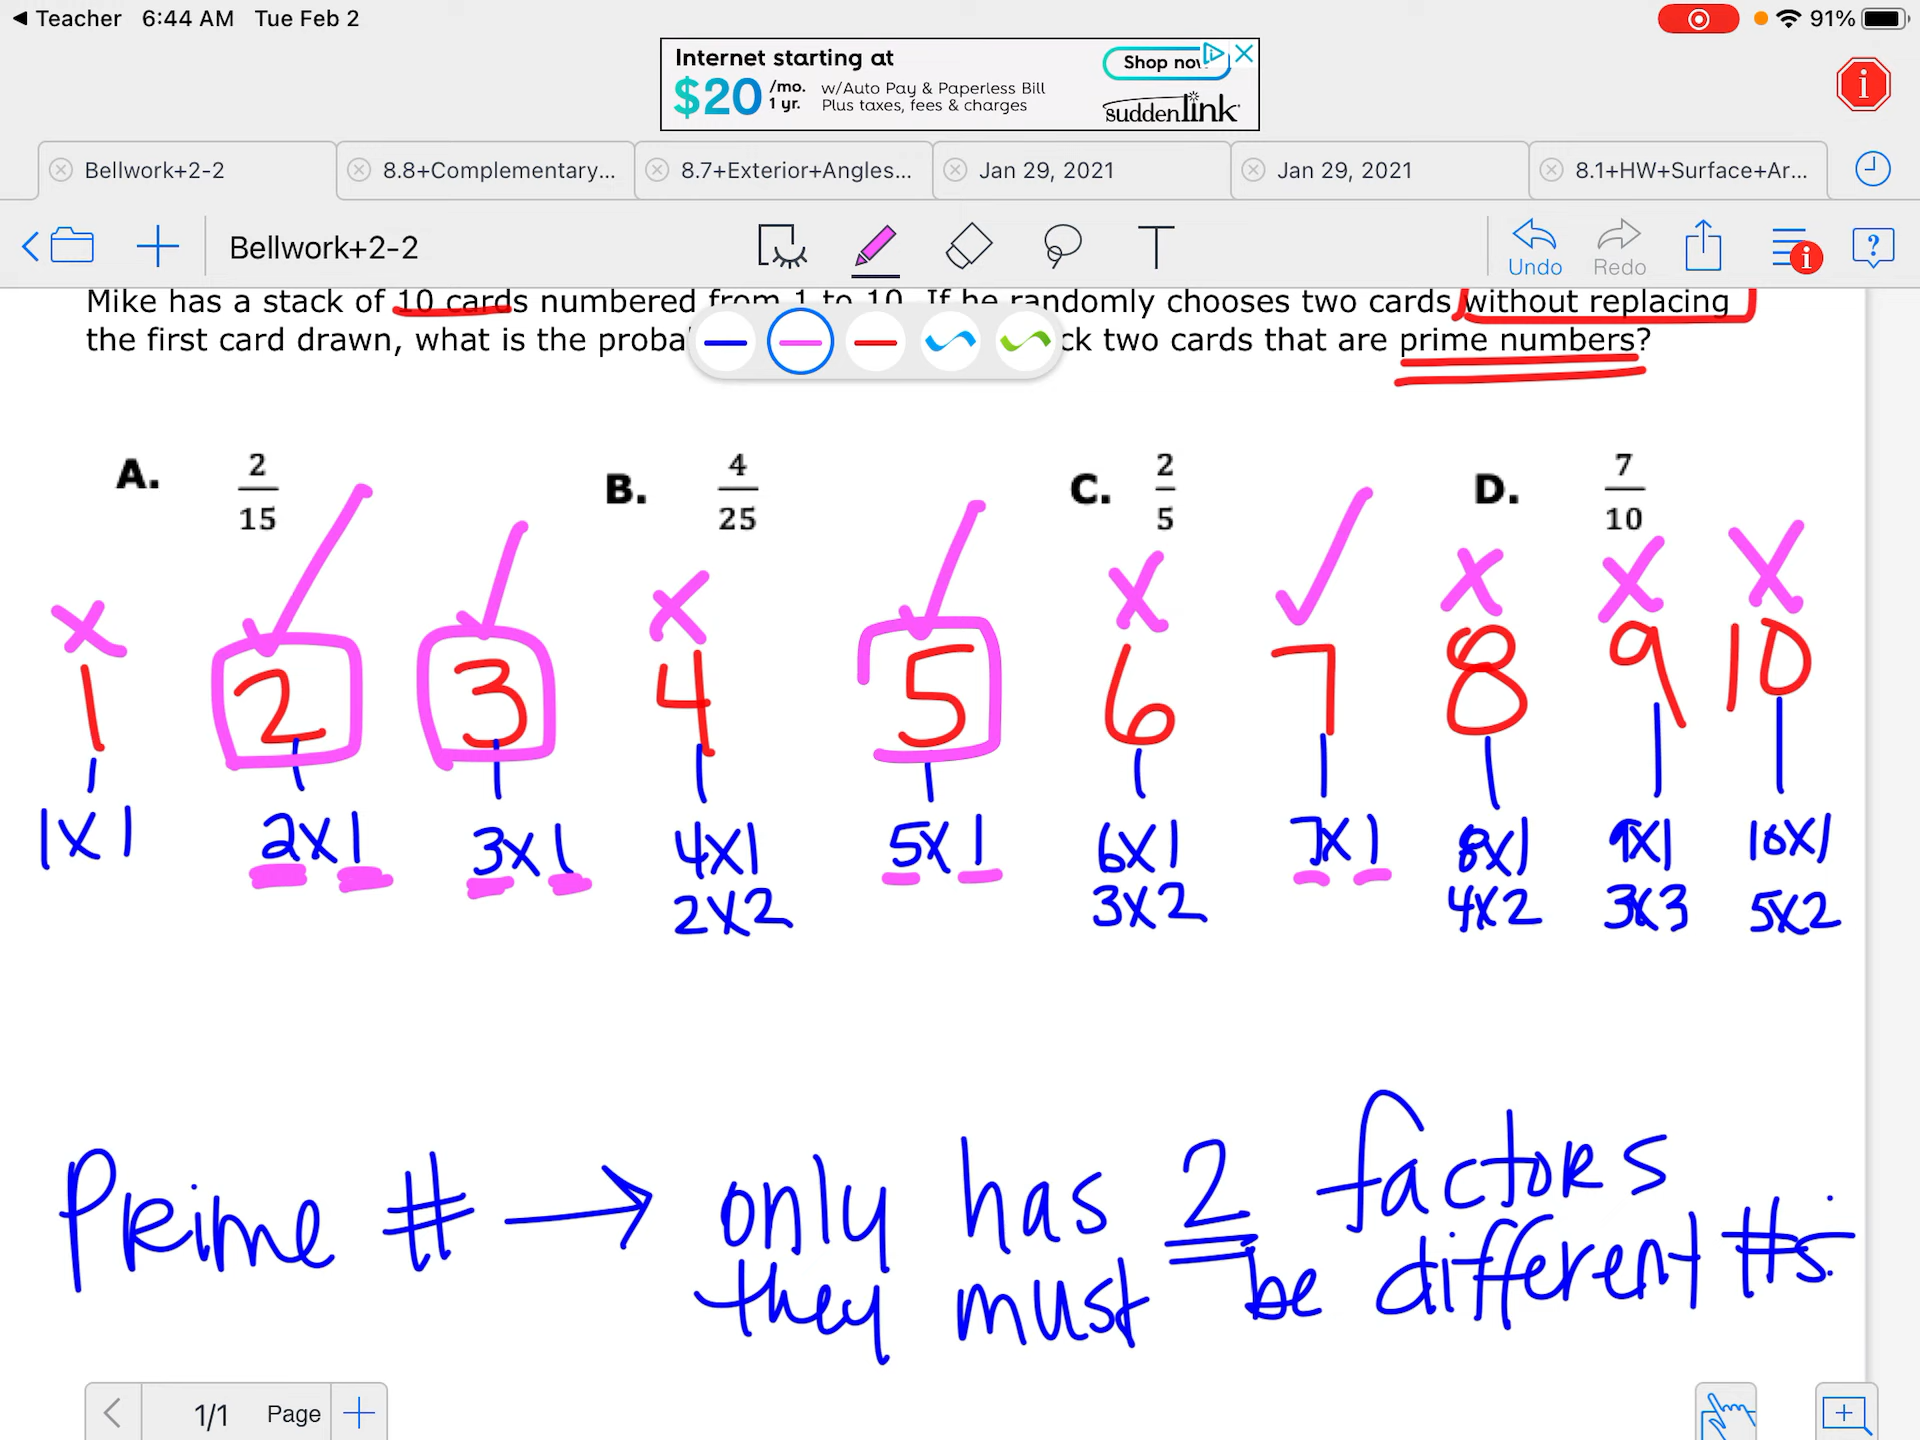 Teacher 6:44 AM Tue Feb 2 91%
Internet starting at
$20 /mo. 1 yr. w/Auto Pay & Paperless Bill
Plus taxes, fees & charges
Shop now
suddenlink
Bellwork+2-2 8.8+Complementary... 8.7+Exterior+Angles... Jan 29, 2021 Jan 29, 2021 8.1+HW+Surface+Ar...
Bellwork+2-2 T Undo Redo
Mike has a stack of 10 cards numbered from 1 to 10. If he randomly chooses two cards without replacing
the first card drawn, what is the proba ck two cards that are prime numbers?
A. 2/15 B. 4/25 C. 2/5 D. 7/10
x x x x x x
1 2 3 4 5 6 7 8 9 10
1x1 2x1 3x1 4x1 5x1 6x1 7x1 8x1 9x1 10x1
2x2 3x2 4x2 3x3 5x2
Prime # → only has 2 factors
they must be different #s.
1/1 Page